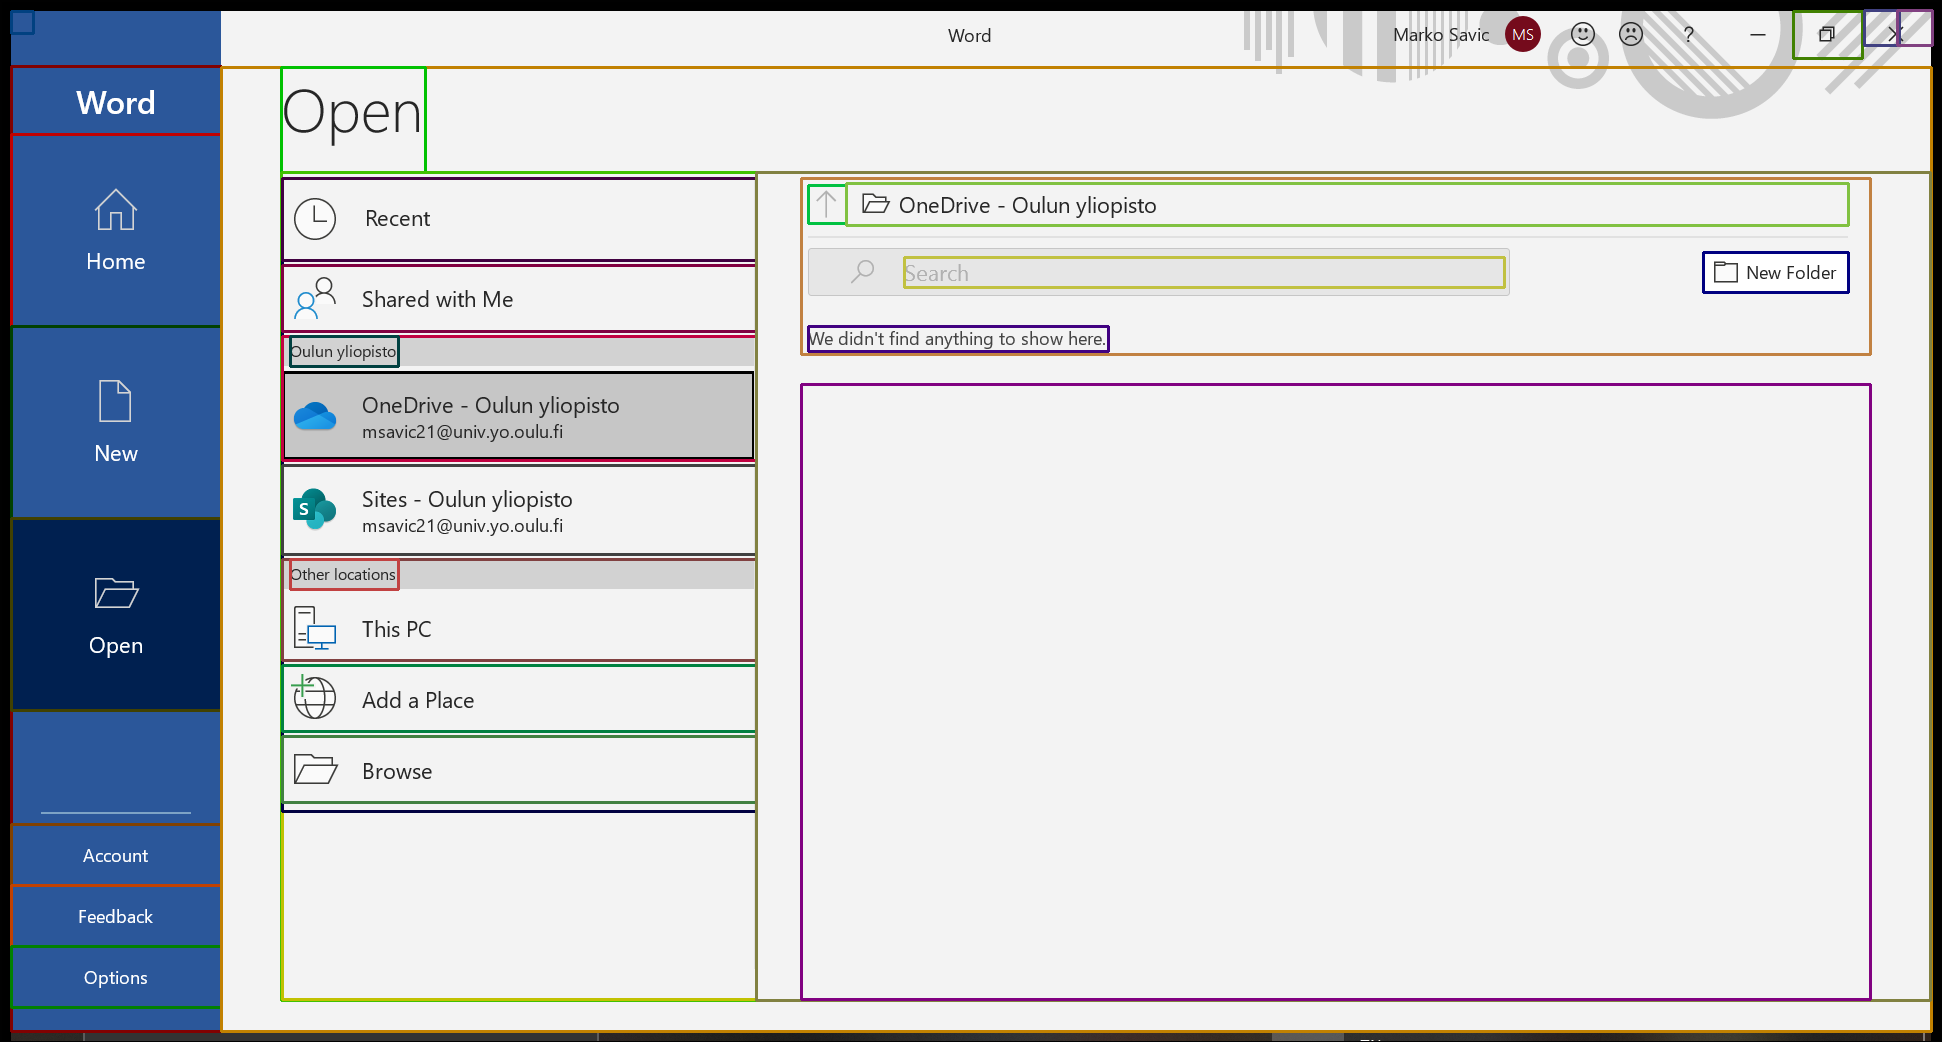 Word
Marko Savic
MS
?
Word
Open
Home
New
Open
Account
Feedback
Options
Recent
Shared with Me
Oulun yliopisto
OneDrive - Oulun yliopisto
msavic21@univ.yo.oulu.fi
S
Sites - Oulun yliopisto
msavic21@univ.yo.oulu.fi
Other locations
This PC
Add a Place
Browse
OneDrive - Oulun yliopisto
Search
New Folder
We didn't find anything to show here.